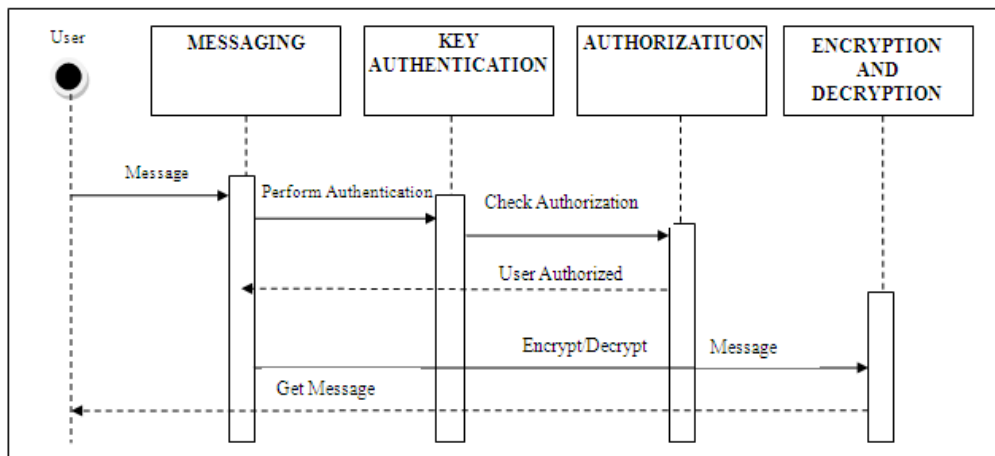 User
MESSAGING
KEY
AUTHENTICATION
AUTHORIZATIUON
ENCRYPTION
AND
DECRYPTION
Message
Perform Authentication
Check Authorization
User Authorized
Encrypt/Decrypt Message
Get Message